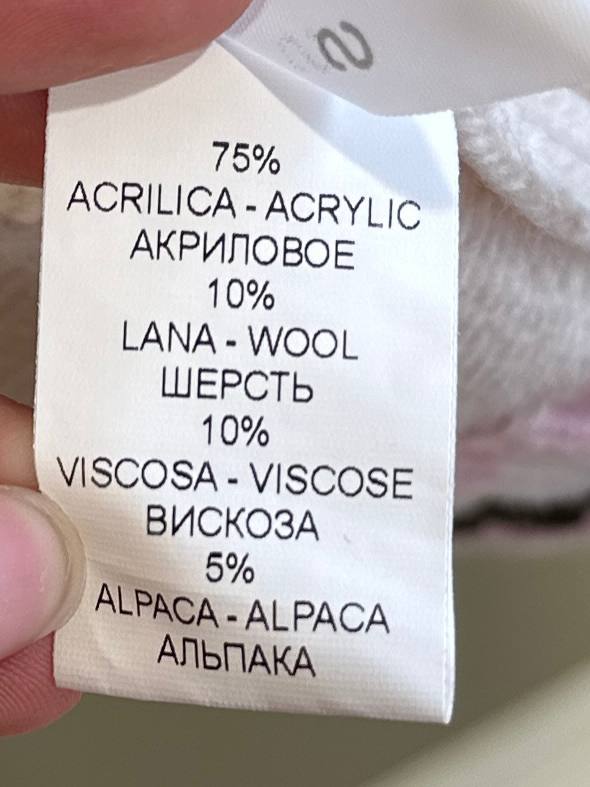 S
75%
ACRILICA - ACRYLIC
АКРИЛОВОЕ
10%
LANA - WOOL
ШЕРСТЬ
10%
VISCOSA - VISCOSE
ВИСКОЗА
5%
ALPACA - ALPACA
АЛЬПАКА